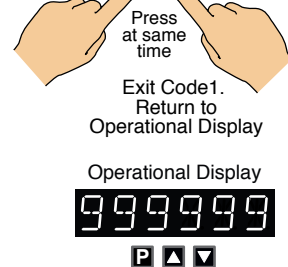 Press
at same
time
Exit Code1.
Return to
Operational Display
Operational Display
999999
P